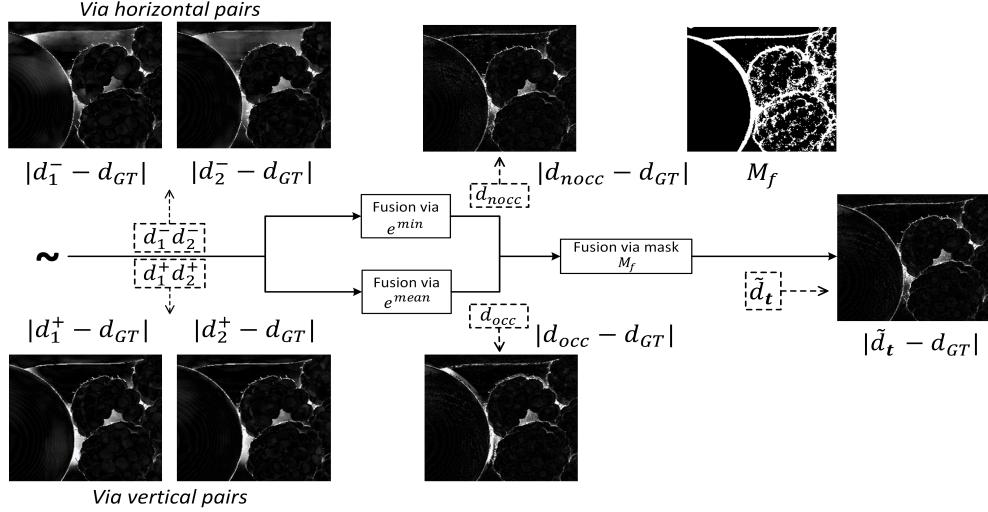 Via horizontal pairs
|d₁⁻ − d_GT| |d₂⁻ − d_GT| |d_nocc − d_GT| M_f
d_nocc
d₁⁻ d₂⁻
Fusion via
e^min
~
Fusion via mask
M_f
d₁⁺ d₂⁺
Fusion via
e^mean
d̃_t
d_occ
|d₁⁺ − d_GT| |d₂⁺ − d_GT| |d_occ − d_GT| |d̃_t − d_GT|
Via vertical pairs